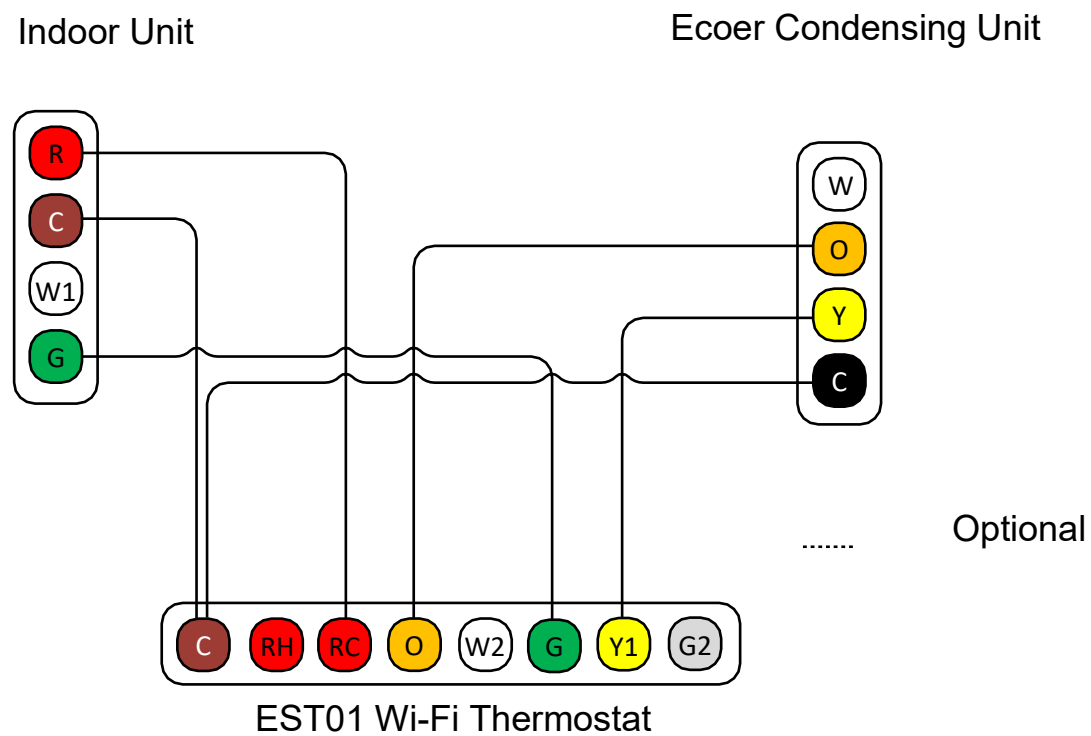 Indoor Unit
Ecoer Condensing Unit
R
C
W1
G
W
O
Y
C
Optional
C RH RC O W2 G Y1 G2
EST01 Wi-Fi Thermostat